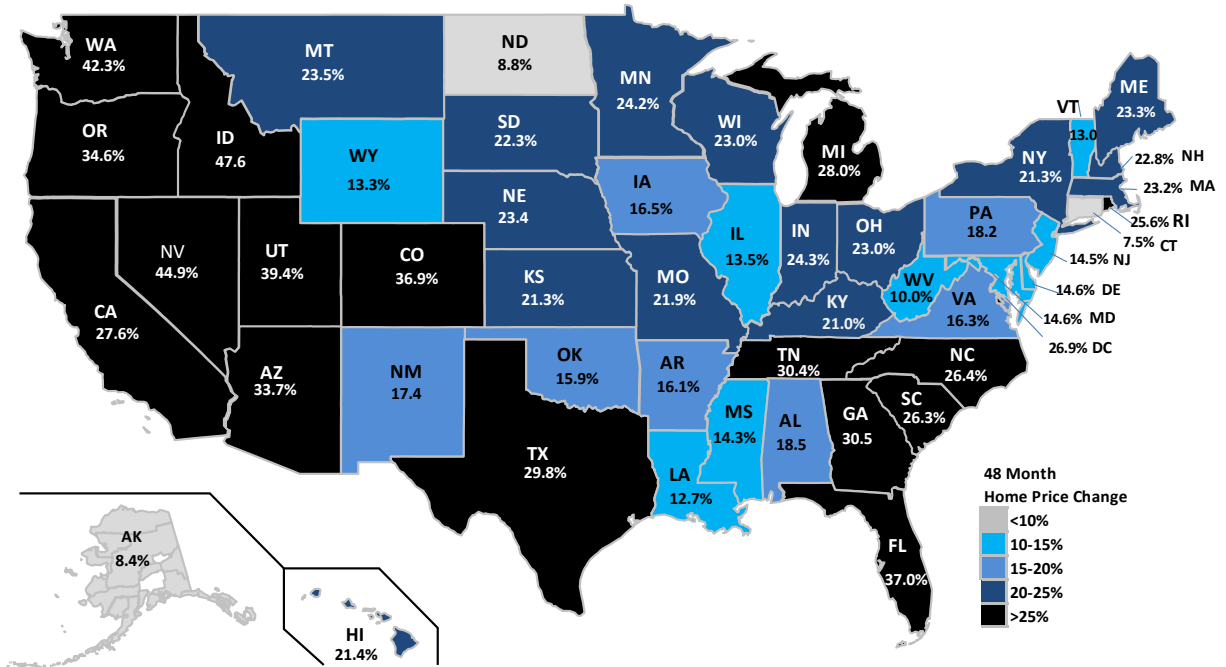 WA
42.3%
MT
23.5%
ND
8.8%
MN
24.2%
VT
13.0
ME
23.3%
OR
34.6%
ID
47.6
SD
22.3%
WI
23.0%
MI
28.0%
NY
21.3%
22.8% NH
23.2% MA
25.6% RI
7.5% CT
WY
13.3%
NE
23.4
IA
16.5%
IL
13.5%
IN
24.3%
OH
23.0%
PA
18.2
14.5% NJ
NV
44.9%
UT
39.4%
CO
36.9%
KS
21.3%
MO
21.9%
KY
21.0%
WV
10.0%
VA
16.3%
14.6% DE
14.6% MD
26.9% DC
CA
27.6%
AZ
33.7%
NM
17.4
OK
15.9%
AR
16.1%
TN
30.4%
NC
26.4%
SC
26.3%
MS
14.3%
AL
18.5
GA
30.5
TX
29.8%
LA
12.7%
FL
37.0%
AK
8.4%
HI
21.4%
48 Month
Home Price Change
<10%
10-15%
15-20%
20-25%
>25%